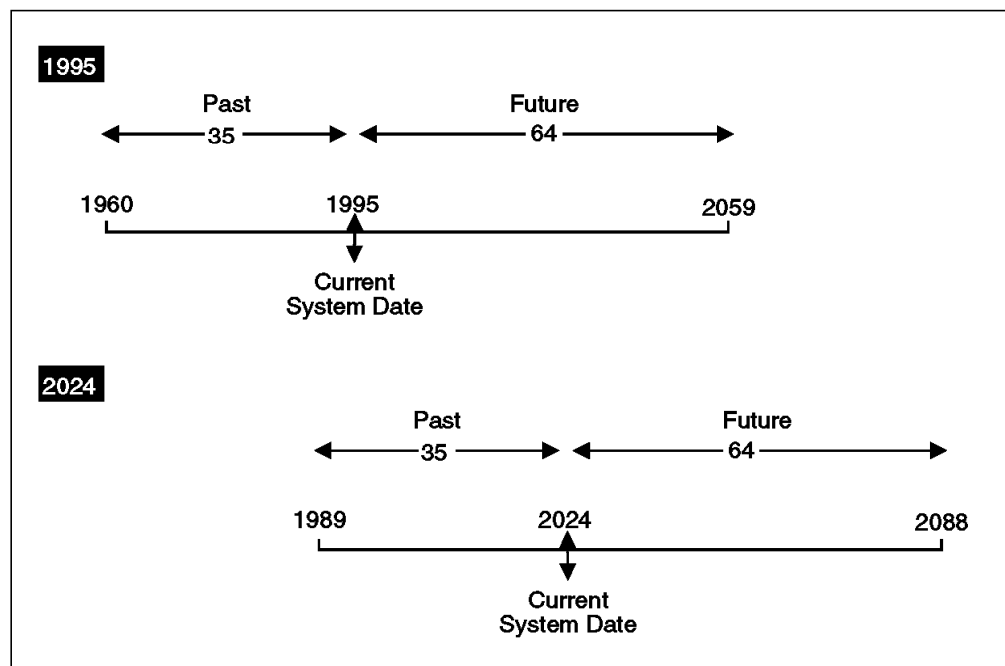 1995
Past Future
35 64
1960 1995 2059
Current
System Date
2024
Past Future
35 64
1989 2024 2088
Current
System Date